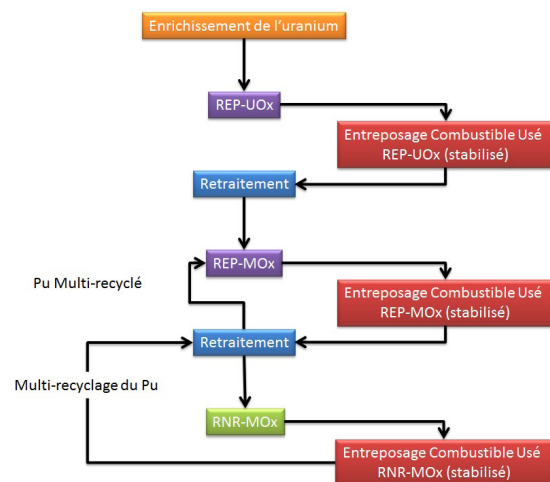 Enrichissement de l'uranium
REP-UOx
Entreposage Combustible Usé
REP-UOx (stabilisé)
Retraitement
REP-MOx
Pu Multi-recyclé
Entreposage Combustible Usé
REP-MOx (stabilisé)
Retraitement
Multi-recyclage du Pu
RNR-MOx
Entreposage Combustible Usé
RNR-MOx (stabilisé)